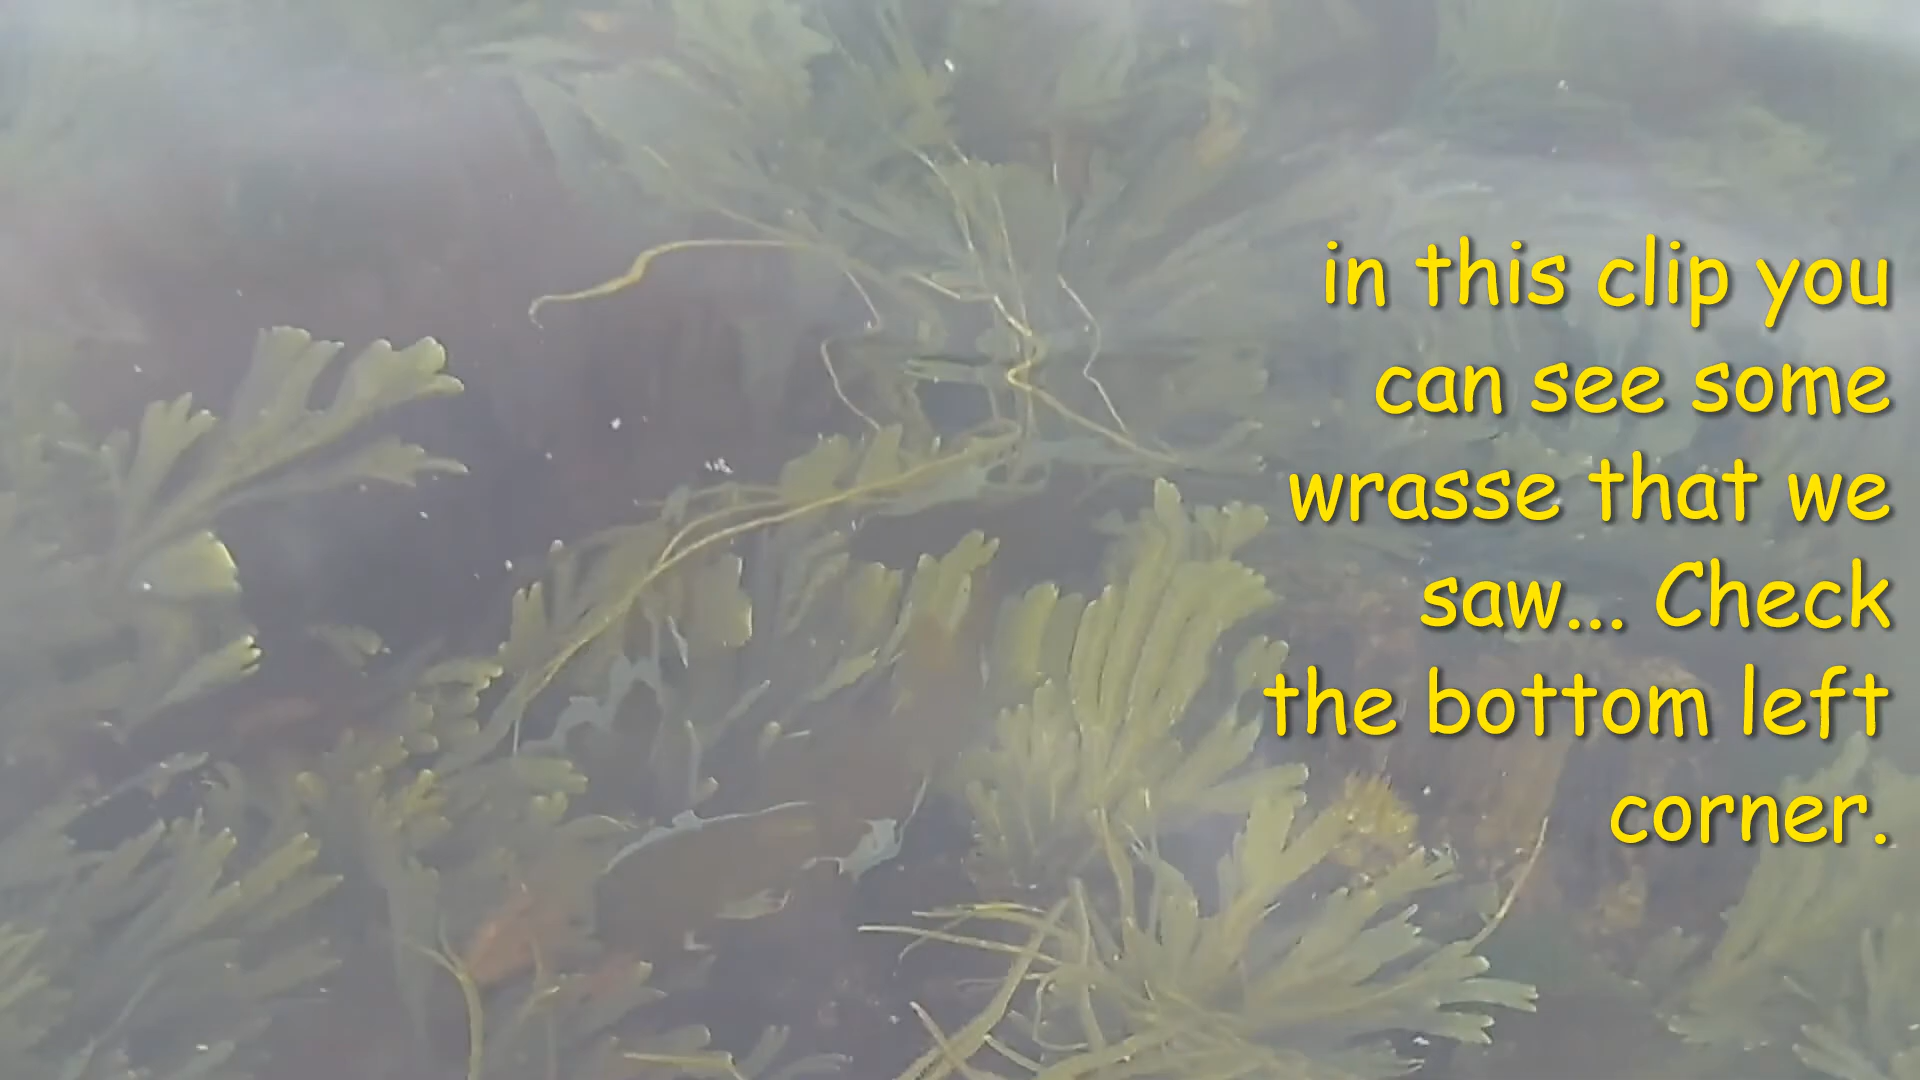 in this clip you
can see some
wrasse that we
saw... Check
the bottom left
corner.